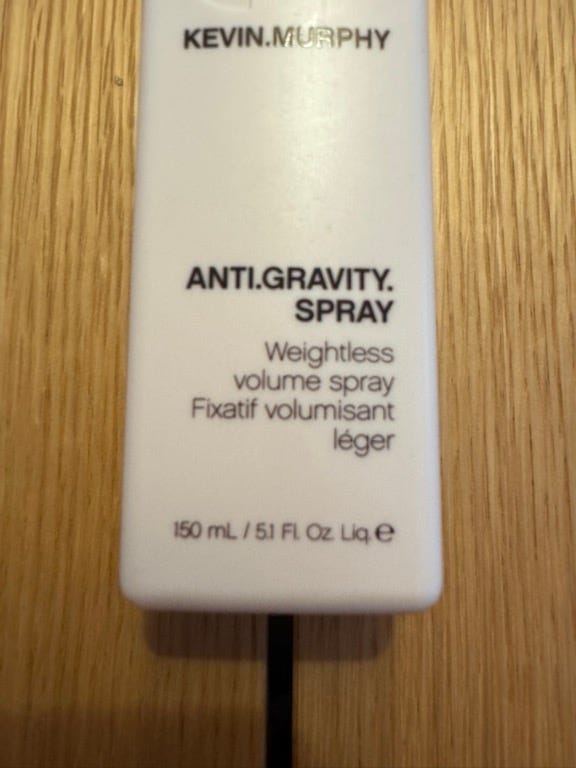 KEVIN.MURPHY
ANTI.GRAVITY.
SPRAY
Weightless
volume spray
Fixatif volumisant
léger
150 mL / 5.1 Fl. Oz. Liq. e